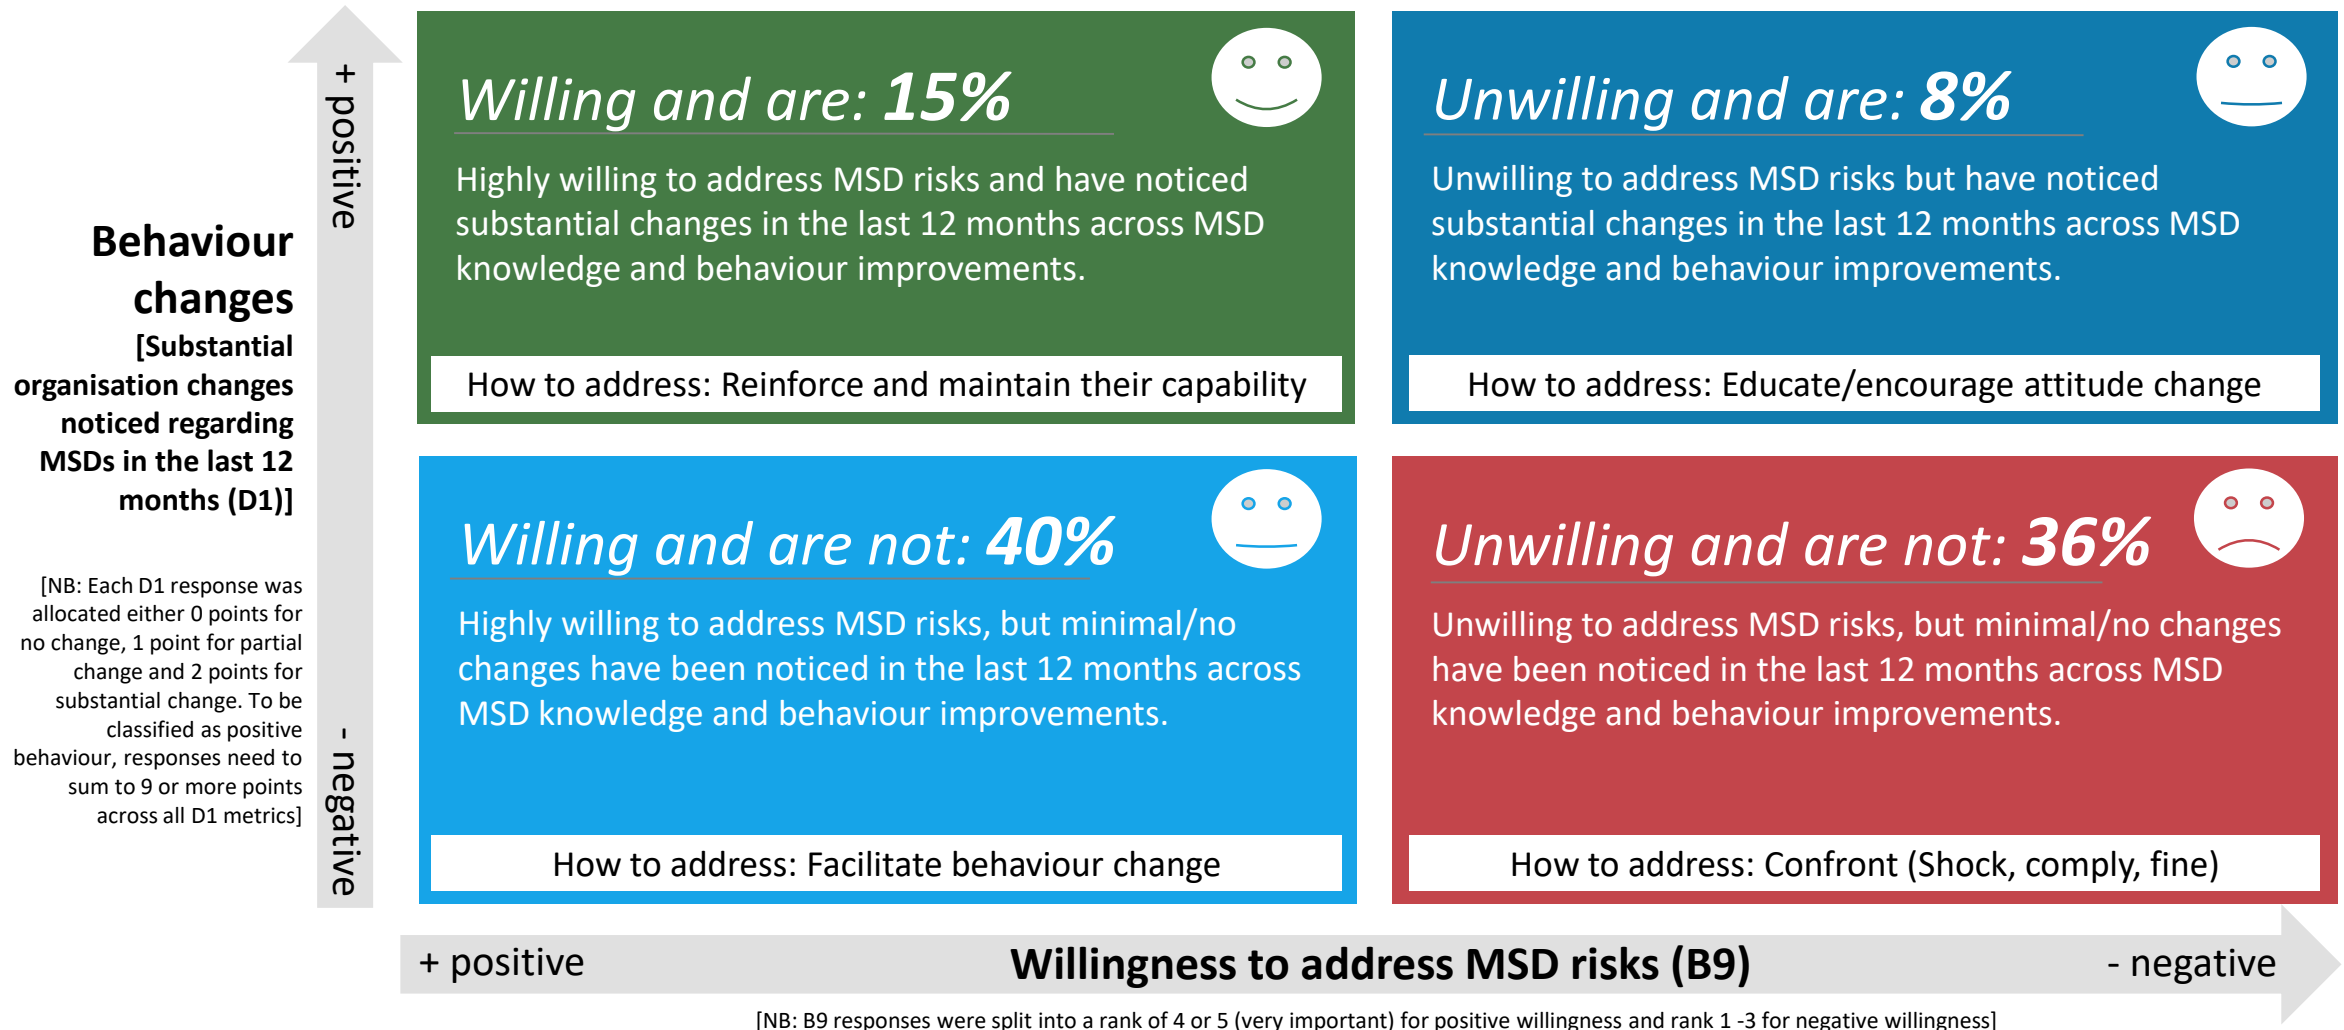 Behaviour
changes
[Substantial
organisation changes
noticed regarding
MSDs in the last 12
months (D1)]
[NB: Each D1 response was
allocated either 0 points for
no change, 1 point for partial
change and 2 points for
substantial change. To be
classified as positive
behaviour, responses need to
sum to 9 or more points
across all D1 metrics]
+ positive
- negative
Willing and are: 15%
Highly willing to address MSD risks and have noticed
substantial changes in the last 12 months across MSD
knowledge and behaviour improvements.
How to address: Reinforce and maintain their capability
Unwilling and are: 8%
Unwilling to address MSD risks but have noticed
substantial changes in the last 12 months across MSD
knowledge and behaviour improvements.
How to address: Educate/encourage attitude change
Willing and are not: 40%
Highly willing to address MSD risks, but minimal/no
changes have been noticed in the last 12 months across
MSD knowledge and behaviour improvements.
How to address: Facilitate behaviour change
Unwilling and are not: 36%
Unwilling to address MSD risks, but minimal/no changes
have been noticed in the last 12 months across MSD
knowledge and behaviour improvements.
How to address: Confront (Shock, comply, fine)
+ positive
Willingness to address MSD risks (B9)
- negative
[NB: B9 responses were split into a rank of 4 or 5 (very important) for positive willingness and rank 1 -3 for negative willingness]